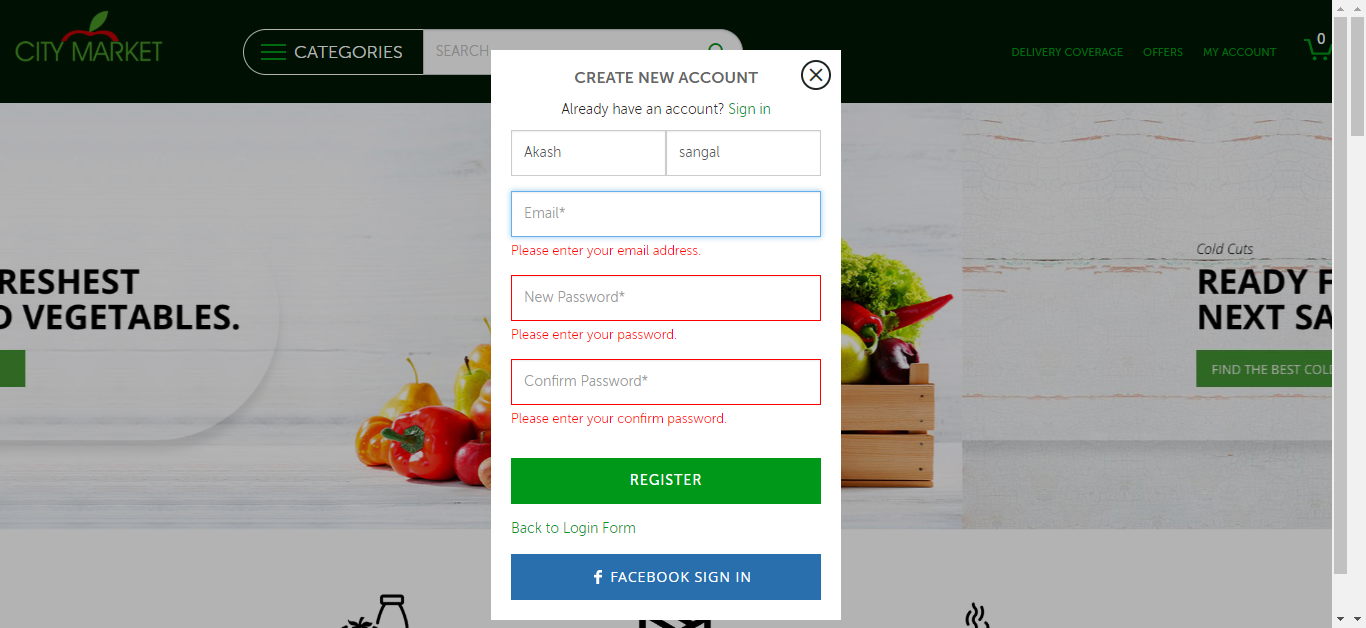 CITY MARKET
CATEGORIES
SEARCH
DELIVERY COVERAGE
OFFERS
MY ACCOUNT
0
CREATE NEW ACCOUNT
Already have an account? Sign in
Akash
sangal
Email*
Please enter your email address.
New Password*
Please enter your password.
Confirm Password*
Please enter your confirm password.
REGISTER
Back to Login Form
f FACEBOOK SIGN IN
RESHEST
D VEGETABLES.
Cold Cuts
READY F
NEXT SA
FIND THE BEST COLD